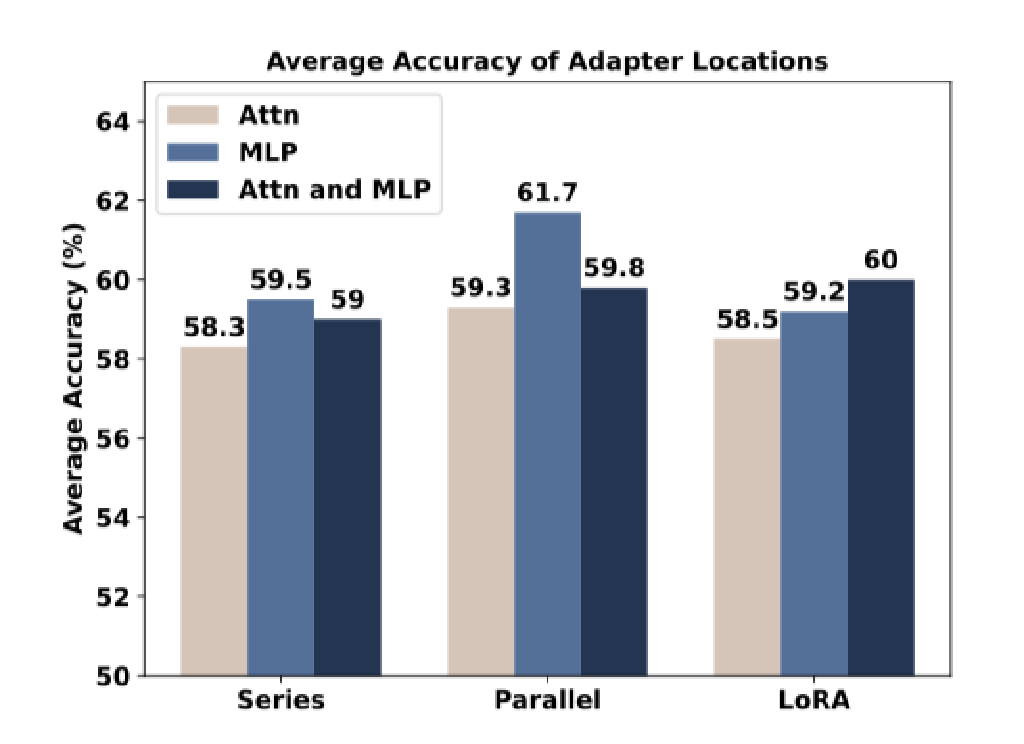 Average Accuracy of Adapter Locations
Attn
MLP
Attn and MLP
Average Accuracy (%)
64
62
60
58
56
54
52
50
58.3
59.5
59
59.3
61.7
59.8
58.5
59.2
60
Series
Parallel
LoRA